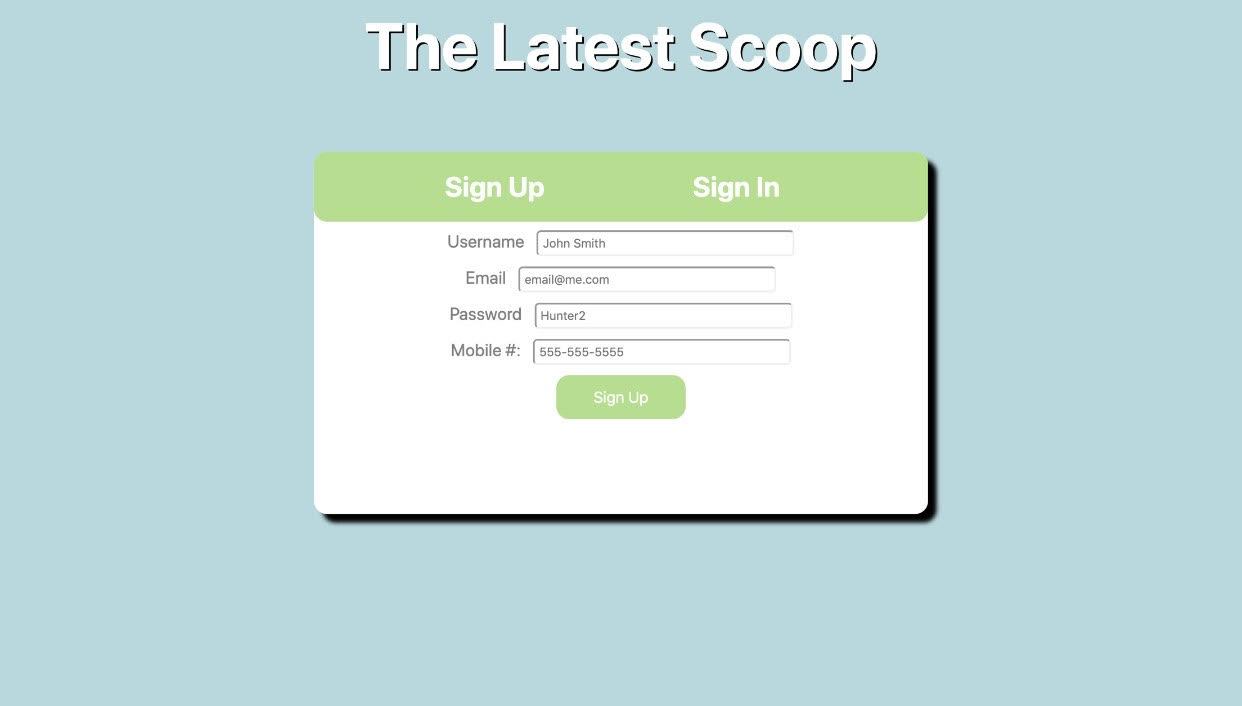 The Latest Scoop
Sign Up Sign In
Username John Smith
Email email@me.com
Password Hunter2
Mobile #: 555-555-5555
Sign Up